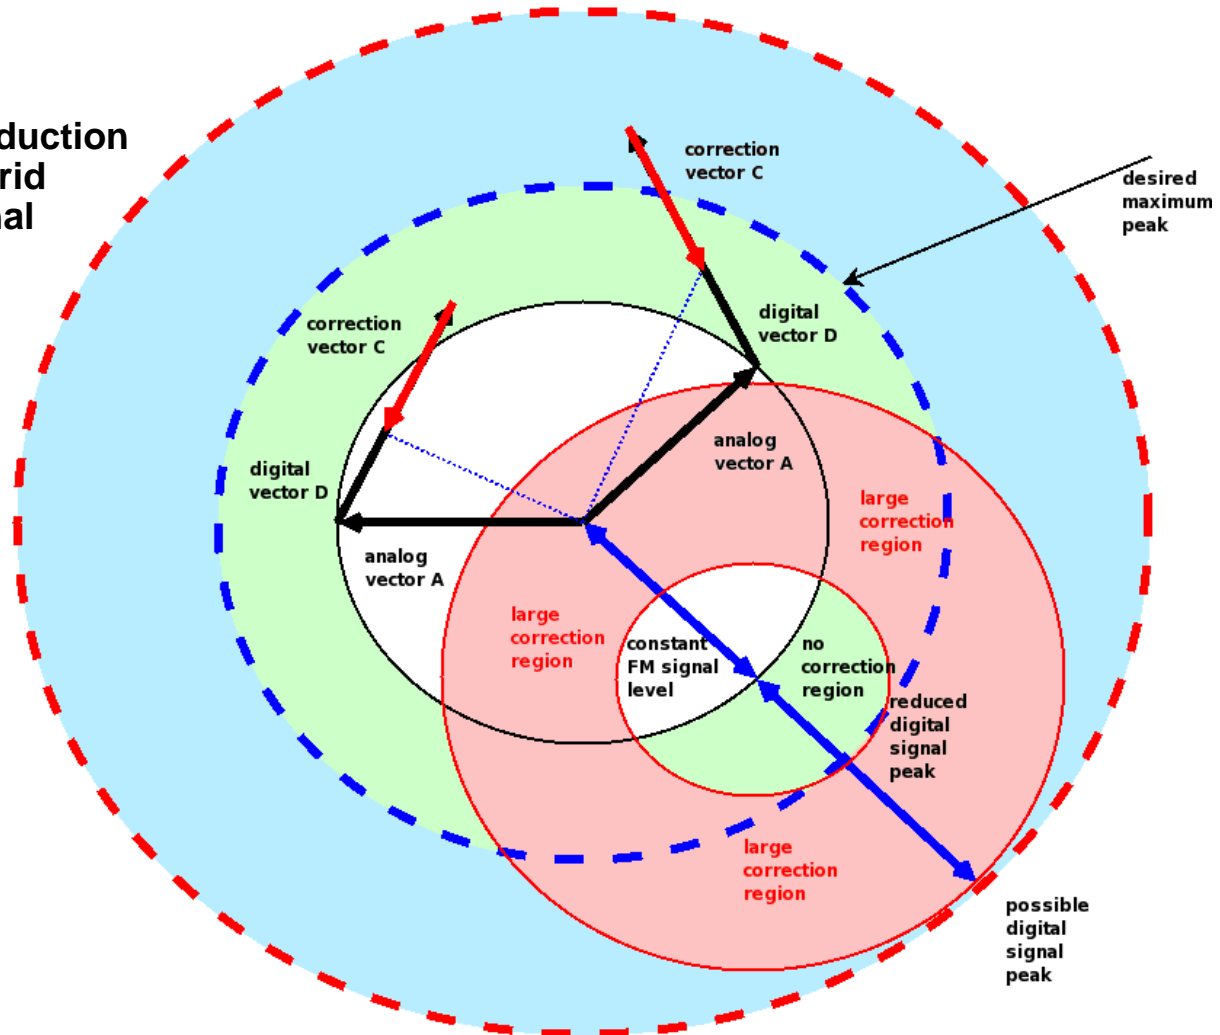 duction
rid
nal
correction
vector C
desired
maximum
peak
correction
vector C
digital
vector D
analog
vector A
digital
vector D
large
correction
region
analog
vector A
large
correction
region
constant
FM signal
level
no
correction
region
reduced
digital
signal
peak
large
correction
region
possible
digital
signal
peak